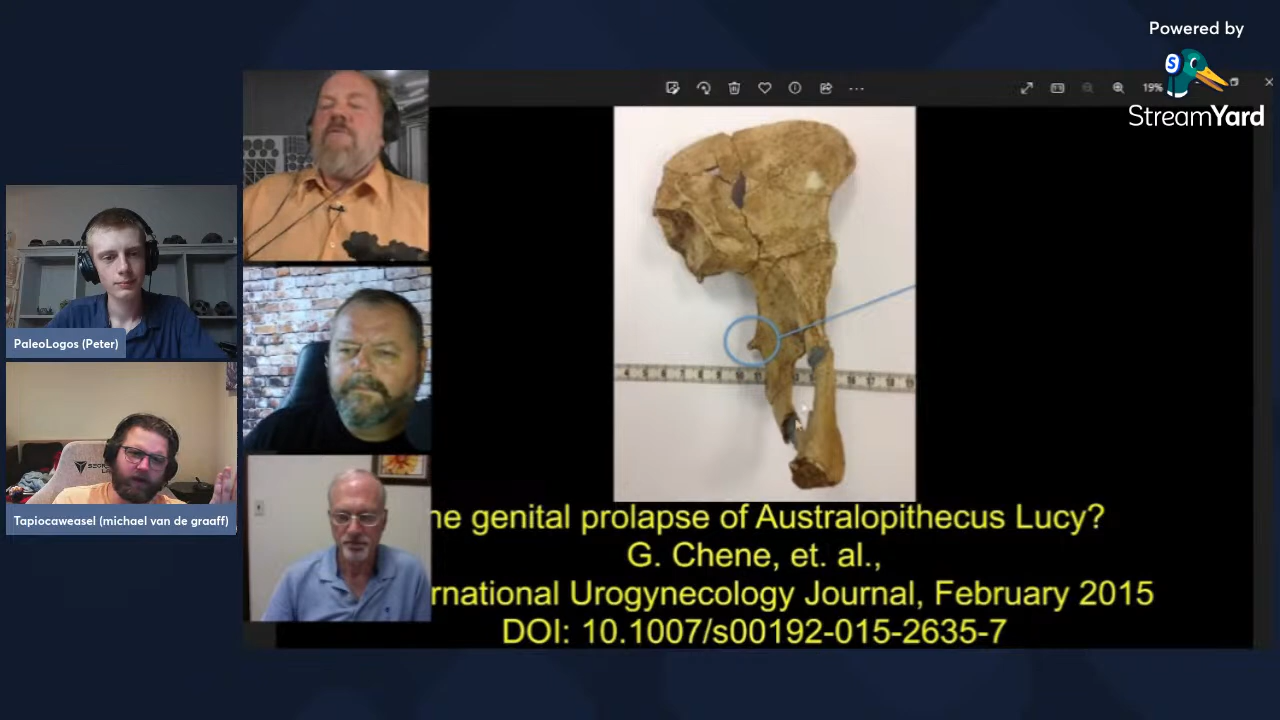 Powered by
StreamYard
19%
PaleoLogos (Peter)
Tapiocaweasel (michael van de graaff)
he genital prolapse of Australopithecus Lucy?
G. Chene, et. al.,
rnational Urogynecology Journal, February 2015
DOI: 10.1007/s00192-015-2635-7